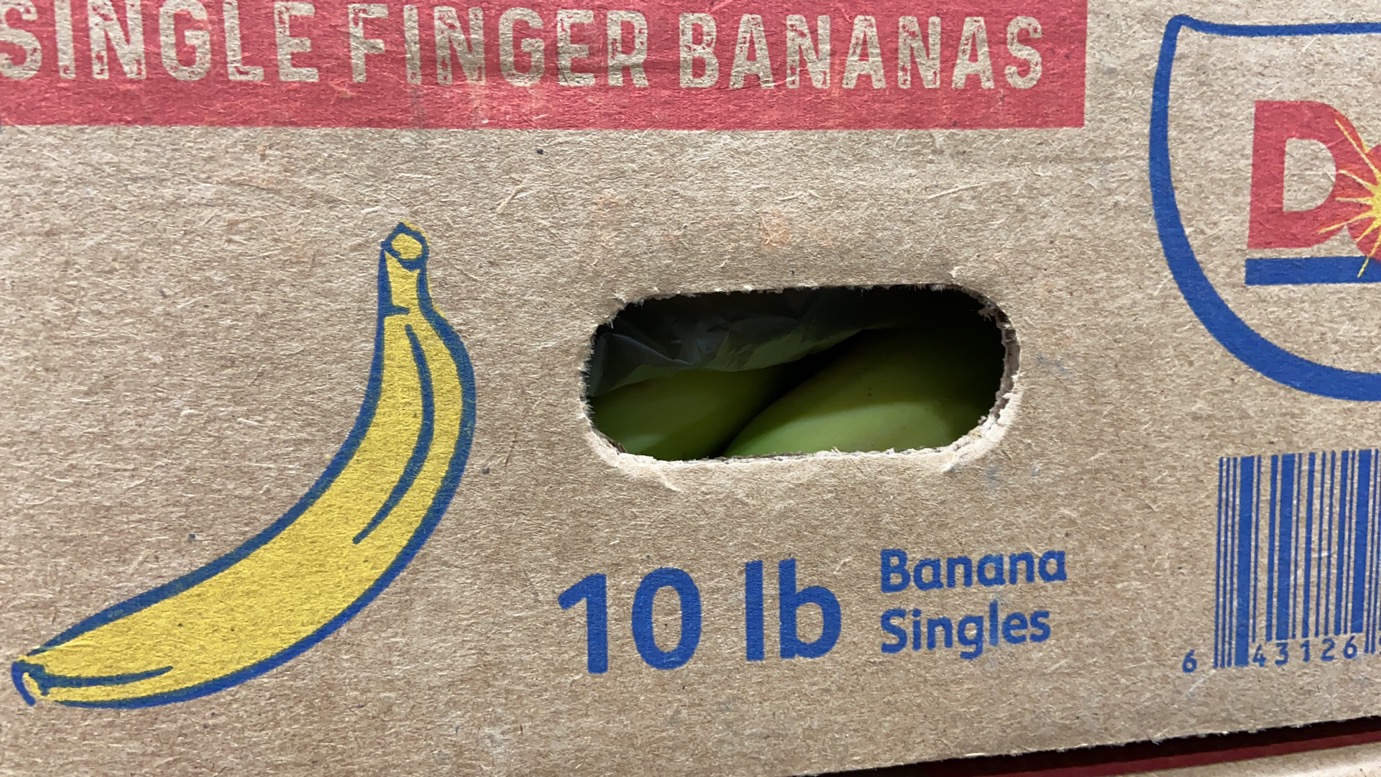 SINGLE FINGER BANANAS
10 lb
Banana
Singles
6 43126